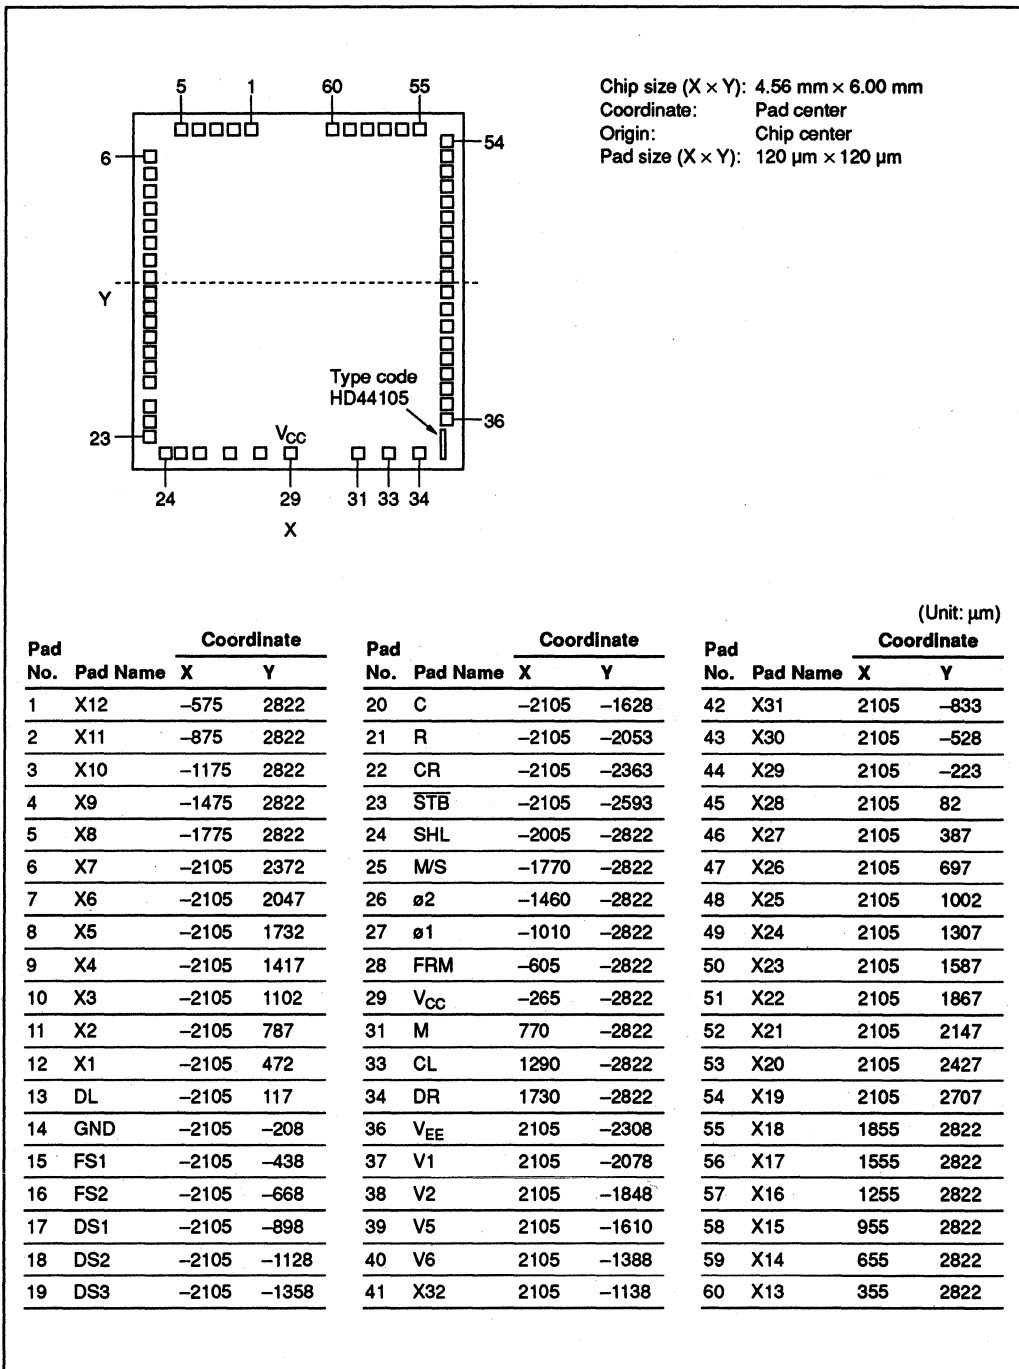 5 1 60 55
Chip size (X × Y): 4.56 mm × 6.00 mm
Coordinate: Pad center
Origin: Chip center
Pad size (X × Y): 120 µm × 120 µm
54
6
Y
Type code
HD44105
36
23
VCC
24 29 31 33 34
X
(Unit: µm)
Pad Coordinate Pad Coordinate Pad Coordinate
No. Pad Name X Y No. Pad Name X Y No. Pad Name X Y
1 X12 –575 2822 20 C –2105 –1628 42 X31 2105 –833
2 X11 –875 2822 21 R –2105 –2053 43 X30 2105 –528
3 X10 –1175 2822 22 CR –2105 –2363 44 X29 2105 –223
4 X9 –1475 2822 23 S̅T̅B̅ –2105 –2593 45 X28 2105 82
5 X8 –1775 2822 24 SHL –2005 –2822 46 X27 2105 387
6 X7 –2105 2372 25 M/S –1770 –2822 47 X26 2105 697
7 X6 –2105 2047 26 ø2 –1460 –2822 48 X25 2105 1002
8 X5 –2105 1732 27 ø1 –1010 –2822 49 X24 2105 1307
9 X4 –2105 1417 28 FRM –605 –2822 50 X23 2105 1587
10 X3 –2105 1102 29 VCC –265 –2822 51 X22 2105 1867
11 X2 –2105 787 31 M 770 –2822 52 X21 2105 2147
12 X1 –2105 472 33 CL 1290 –2822 53 X20 2105 2427
13 DL –2105 117 34 DR 1730 –2822 54 X19 2105 2707
14 GND –2105 –208 36 VEE 2105 –2308 55 X18 1855 2822
15 FS1 –2105 –438 37 V1 2105 –2078 56 X17 1555 2822
16 FS2 –2105 –668 38 V2 2105 –1848 57 X16 1255 2822
17 DS1 –2105 –898 39 V5 2105 –1610 58 X15 955 2822
18 DS2 –2105 –1128 40 V6 2105 –1388 59 X14 655 2822
19 DS3 –2105 –1358 41 X32 2105 –1138 60 X13 355 2822